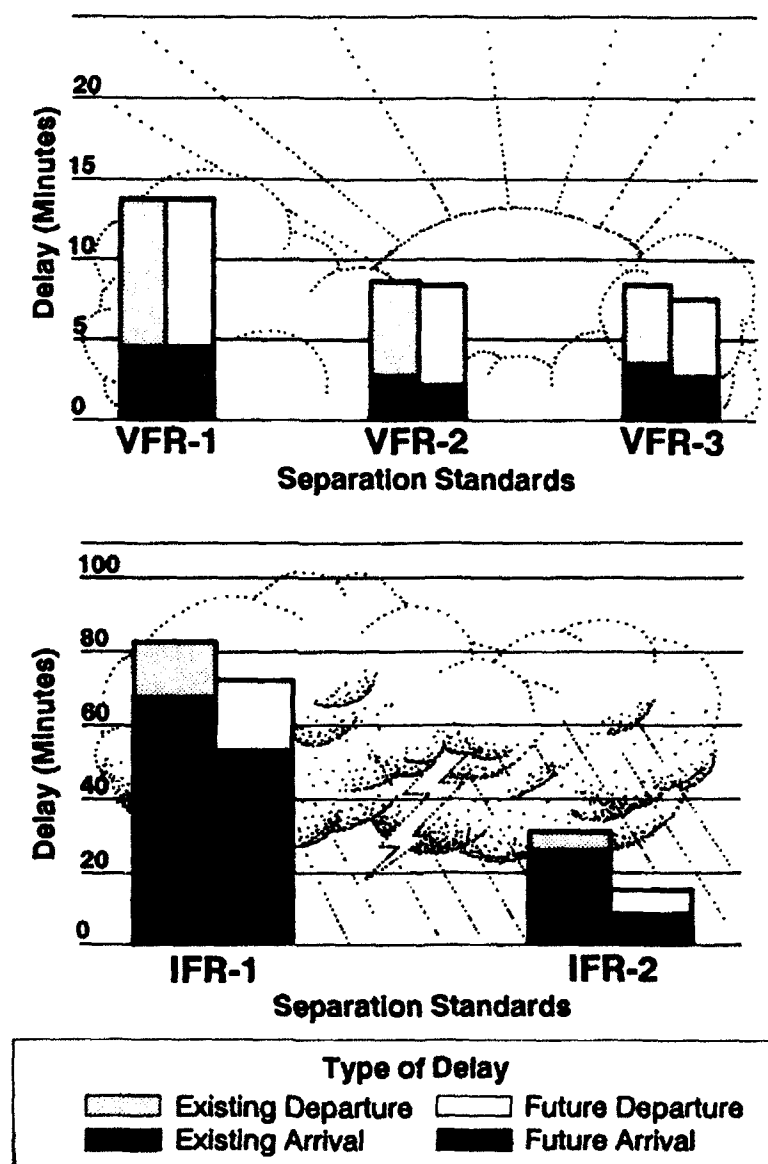 Delay (Minutes)
20
15
10
5
0
VFR-1 VFR-2 VFR-3
Separation Standards
Delay (Minutes)
100
80
60
40
20
0
IFR-1 IFR-2
Separation Standards
Type of Delay
Existing Departure Future Departure
Existing Arrival Future Arrival